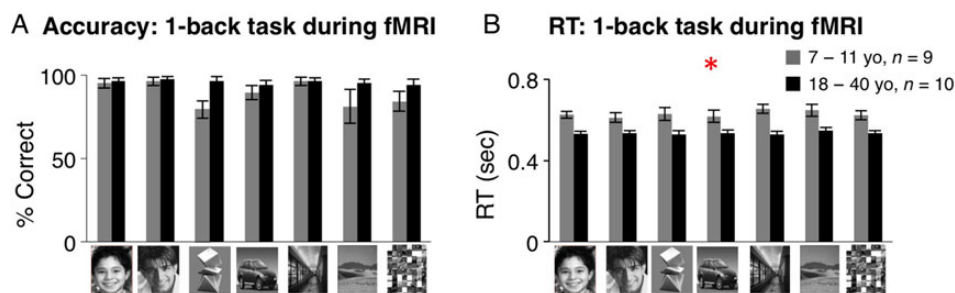 A Accuracy: 1-back task during fMRI
% Correct
100
50
0
B RT: 1-back task during fMRI
*
7 – 11 yo, n = 9
18 – 40 yo, n = 10
RT (sec)
0.8
0.4
0